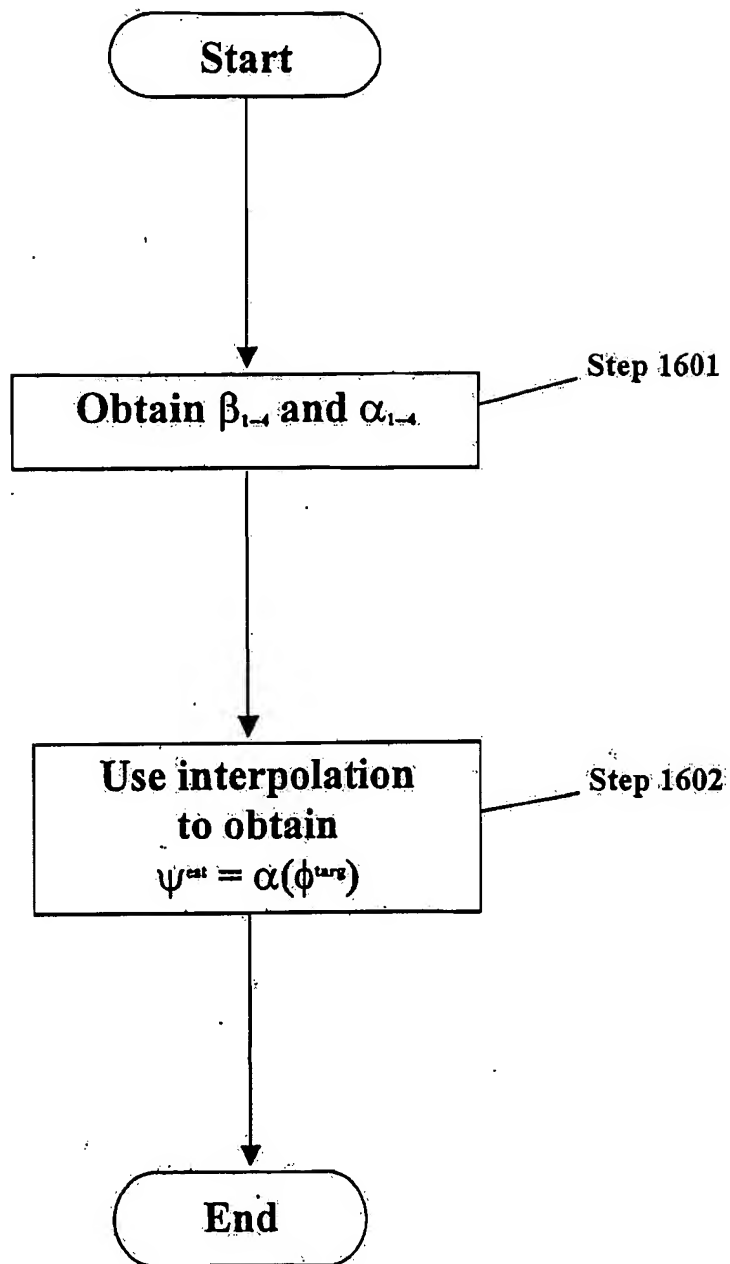 Start
Obtain β₁₋₄ and α₁₋₄
Step 1601
Use interpolation
to obtain
ψᵉˢᵗ = α(ϕᵗᵃʳᵍ)
Step 1602
End